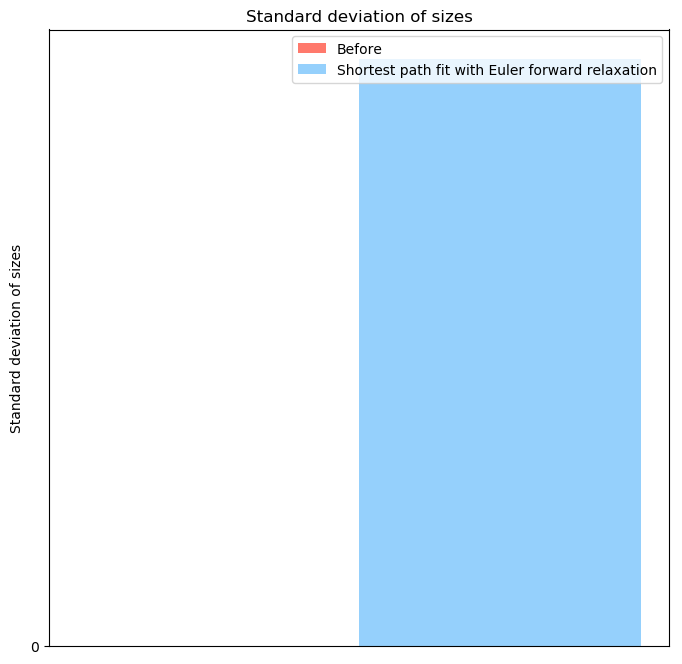 Standard deviation of sizes
Before
Shortest path fit with Euler forward relaxation
Standard deviation of sizes
0